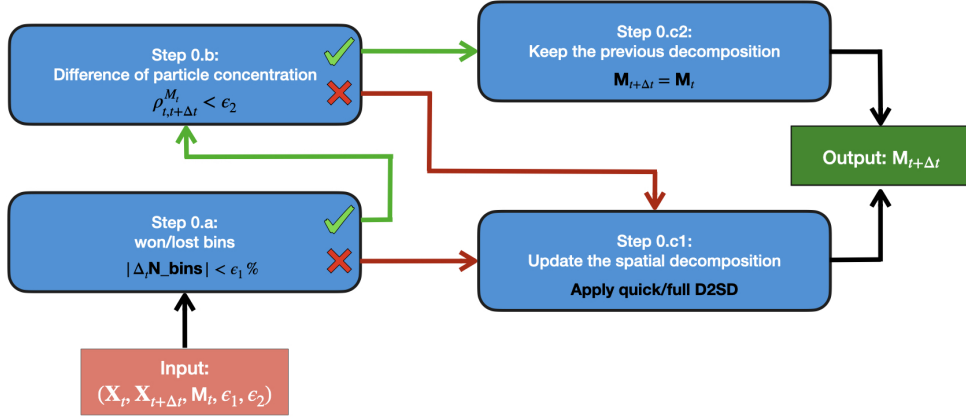 Step 0.b:
Difference of particle concentration
ρ_{t,t+Δt}^{M_t} < ϵ_2
Step 0.c2:
Keep the previous decomposition
M_{t+Δt} = M_t
Output: M_{t+Δt}
Step 0.a:
won/lost bins
|Δ_t N_bins| < ϵ_1 %
Step 0.c1:
Update the spatial decomposition
Apply quick/full D2SD
Input:
(X_t, X_{t+Δt}, M_t, ϵ_1, ϵ_2)